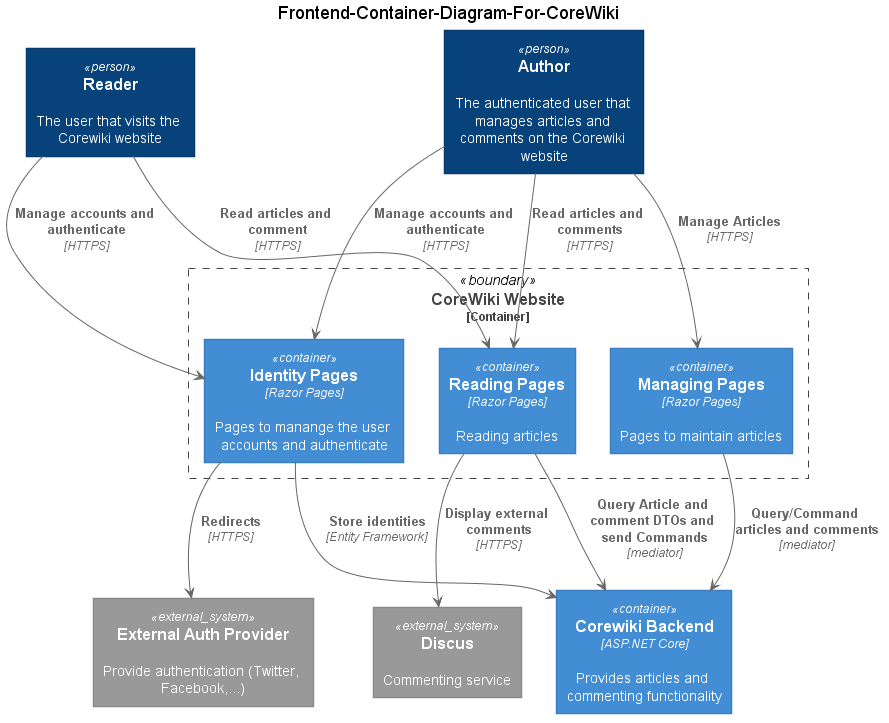 Frontend-Container-Diagram-For-CoreWiki
«person»
Reader
The user that visits the
Corewiki website
«person»
Author
The authenticated user that
manages articles and
comments on the Corewiki
website
Manage accounts and
authenticate
[HTTPS]
Read articles and
comment
[HTTPS]
Manage accounts and
authenticate
[HTTPS]
Read articles and
comments
[HTTPS]
Manage Articles
[HTTPS]
«boundary»
CoreWiki Website
[Container]
«container»
Identity Pages
[Razor Pages]
Pages to manange the user
accounts and authenticate
«container»
Reading Pages
[Razor Pages]
Reading articles
«container»
Managing Pages
[Razor Pages]
Pages to maintain articles
Redirects
[HTTPS]
Store identities
[Entity Framework]
Display external
comments
[HTTPS]
Query Article and
comment DTOs and
send Commands
[mediator]
Query/Command
articles and comments
[mediator]
«external_system»
External Auth Provider
Provide authentication (Twitter,
Facebook,...)
«external_system»
Discus
Commenting service
«container»
Corewiki Backend
[ASP.NET Core]
Provides articles and
commenting functionality